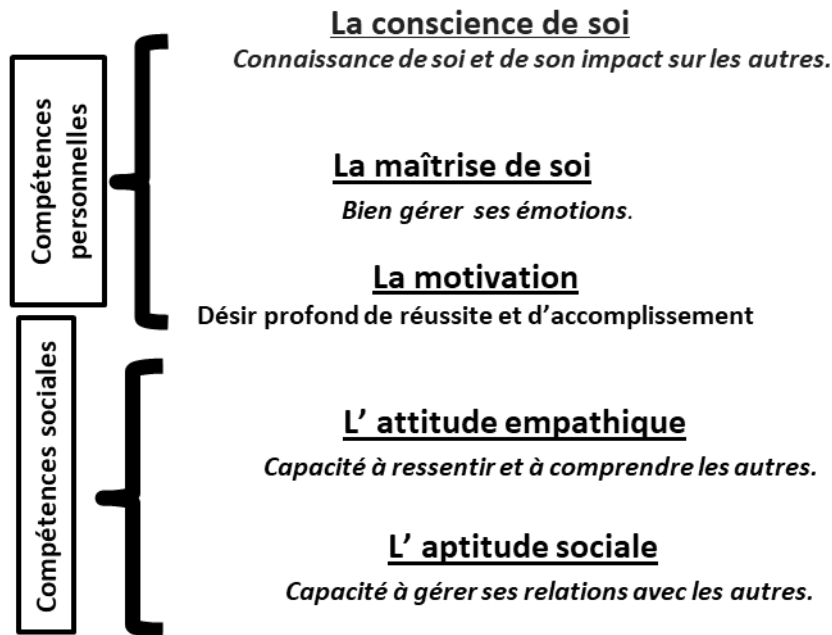 La conscience de soi
Connaissance de soi et de son impact sur les autres.
Compétences
personnelles
La maîtrise de soi
Bien gérer ses émotions.
La motivation
Désir profond de réussite et d’accomplissement
Compétences sociales
L’ attitude empathique
Capacité à ressentir et à comprendre les autres.
L’ aptitude sociale
Capacité à gérer ses relations avec les autres.